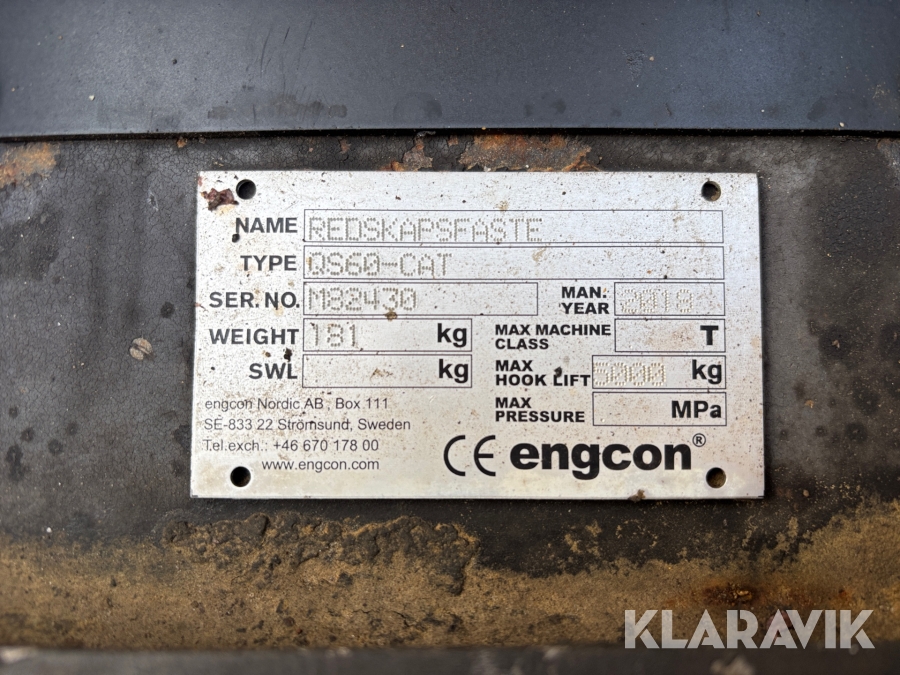 NAME REDSKAPSFÄSTE
TYPE QS60-CAT
SER. NO. M82430 MAN. YEAR 2018
WEIGHT 181 kg MAX MACHINE CLASS T
SWL kg MAX HOOK LIFT 5000 kg
MAX PRESSURE MPa
engcon Nordic AB, Box 111
SE-833 22 Strömsund, Sweden
Tel.exch.: +46 670 178 00
www.engcon.com
CE engcon®
KLARAVIK